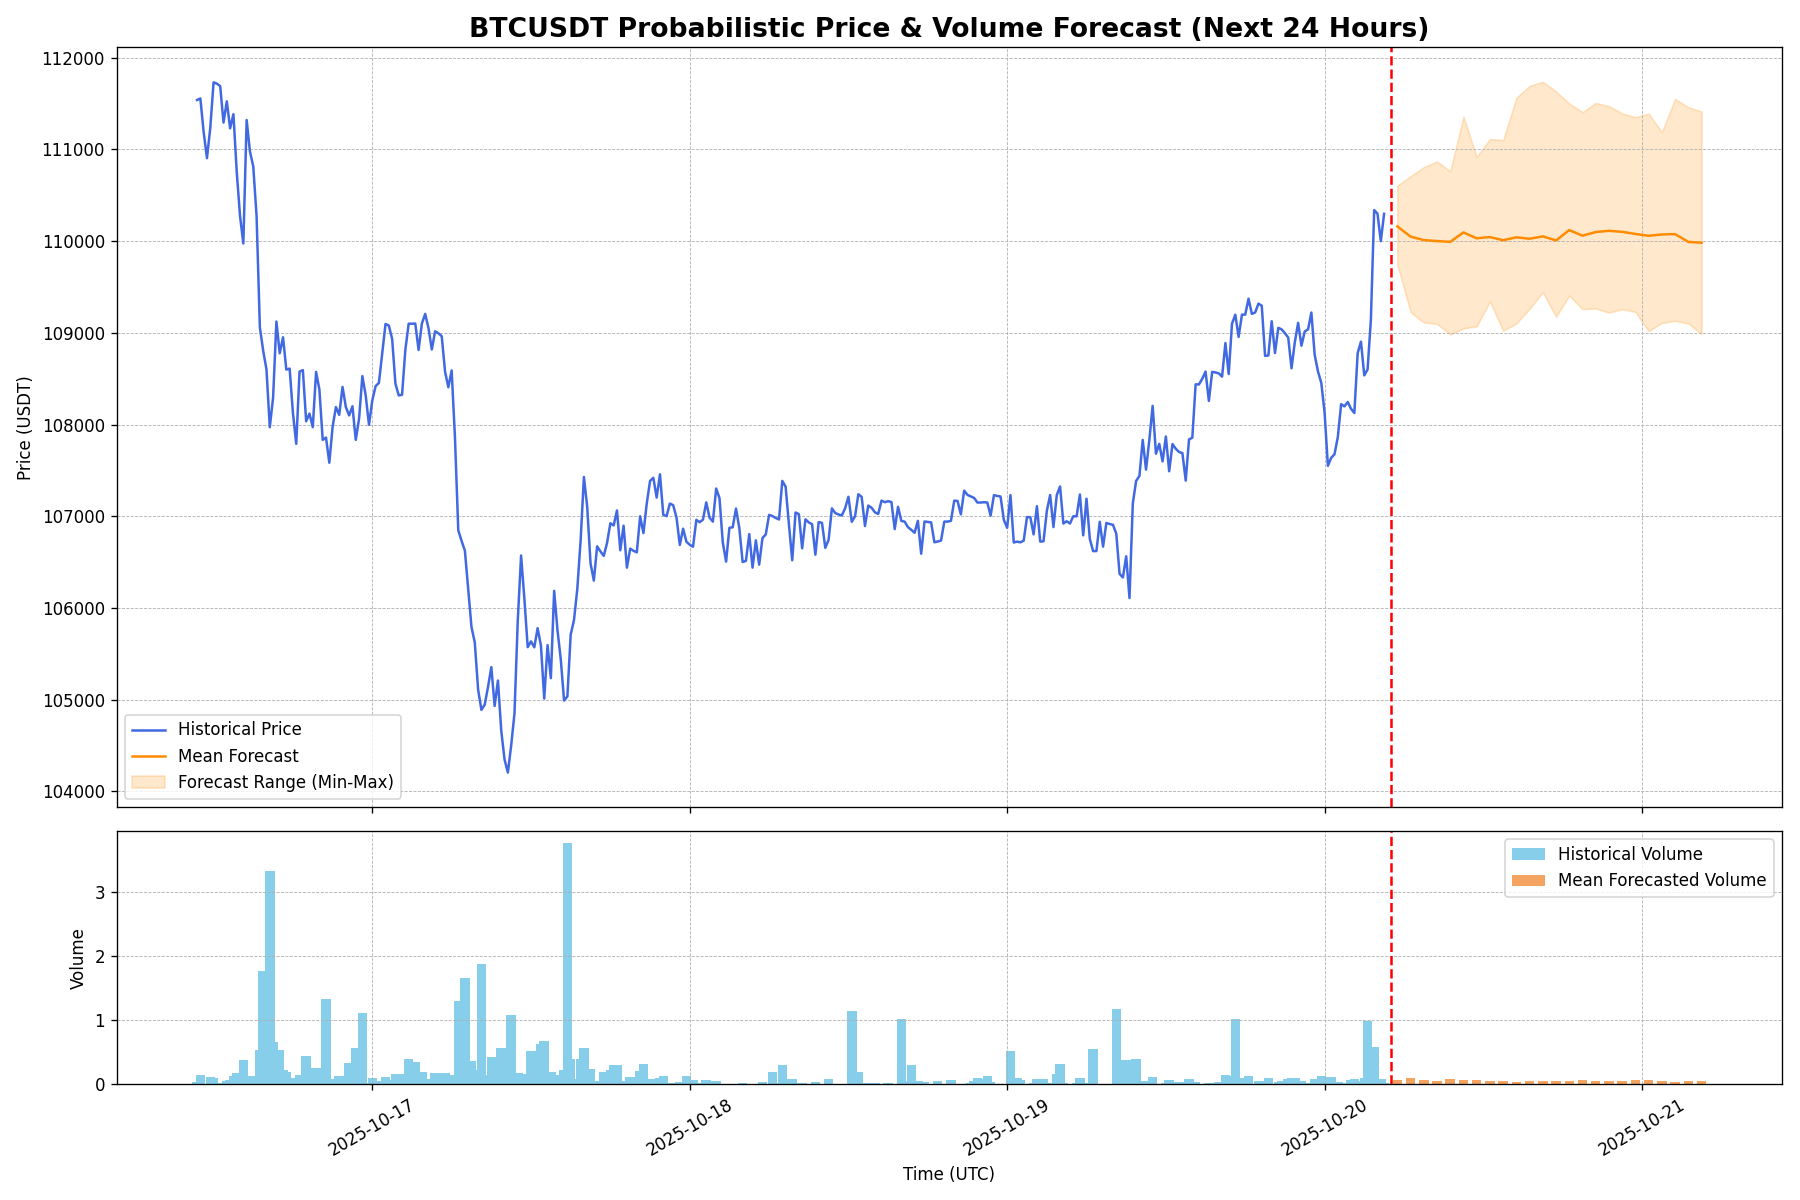 BTCUSDT Probabilistic Price & Volume Forecast (Next 24 Hours)
112000
111000
110000
109000
108000
107000
106000
105000
104000
Price (USDT)
Historical Price
Mean Forecast
Forecast Range (Min-Max)
Historical Volume
Mean Forecasted Volume
3
2
1
0
Volume
2025-10-17
2025-10-18
2025-10-19
2025-10-20
2025-10-21
Time (UTC)